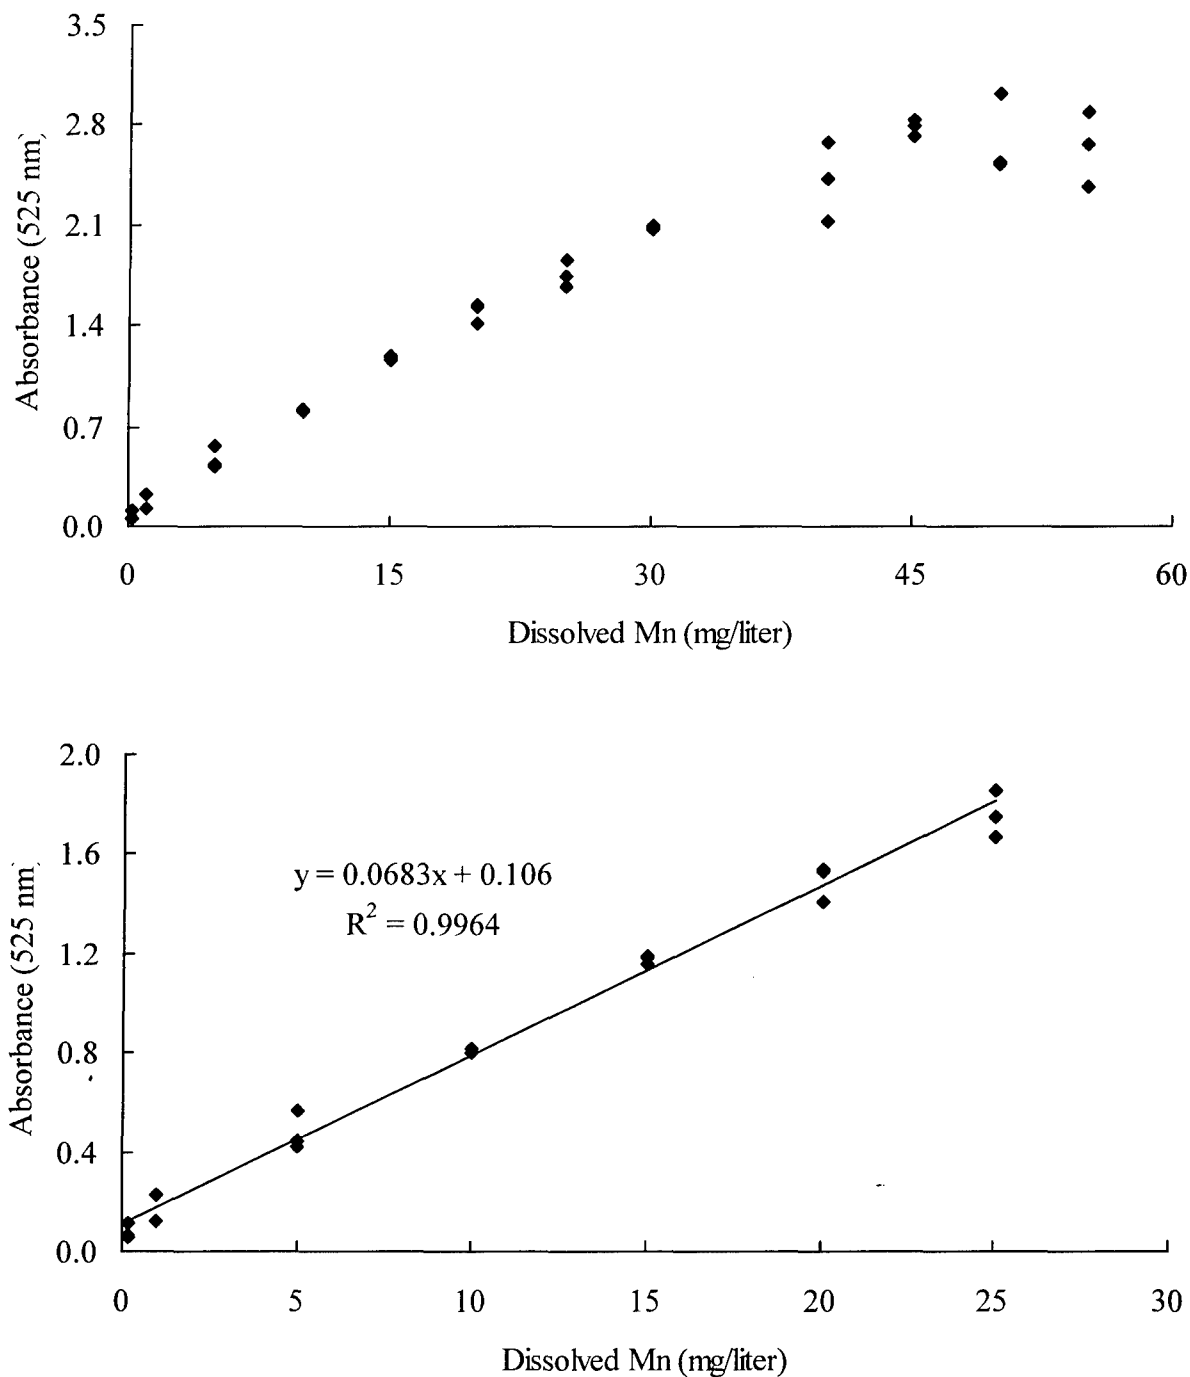 3.5
2.8
2.1
1.4
0.7
0.0
Absorbance (525 nm)
0 15 30 45 60
Dissolved Mn (mg/liter)
2.0
1.6
1.2
0.8
0.4
0.0
Absorbance (525 nm)
y = 0.0683x + 0.106
R² = 0.9964
0 5 10 15 20 25 30
Dissolved Mn (mg/liter)